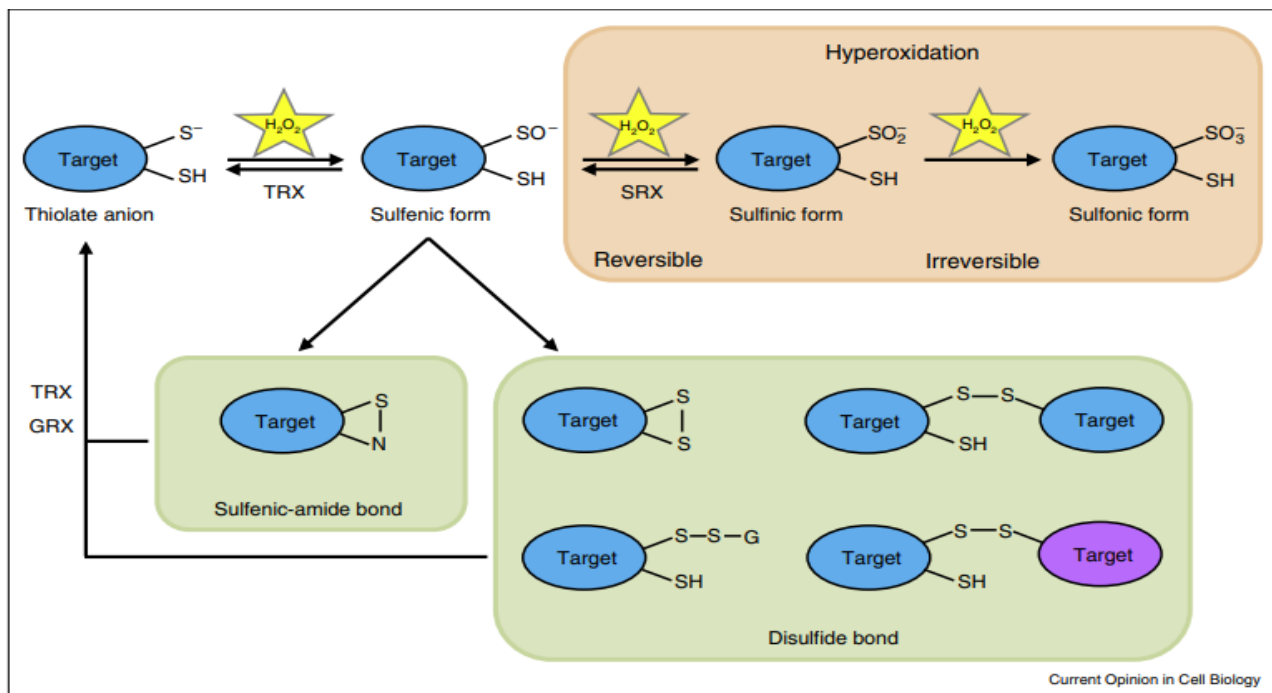 Hyperoxidation
H₂O₂
H₂O₂
H₂O₂
S⁻
SO⁻
SO₂⁻
SO₃⁻
Target
Target
Target
Target
SH
SH
SH
SH
TRX
SRX
Thiolate anion
Sulfenic form
Sulfinic form
Sulfonic form
Reversible
Irreversible
TRX
GRX
Target
S
N
Sulfenic-amide bond
Target
S
S
Target
S—S
SH
Target
Target
S—S—G
SH
Target
S—S
SH
Target
Disulfide bond
Current Opinion in Cell Biology